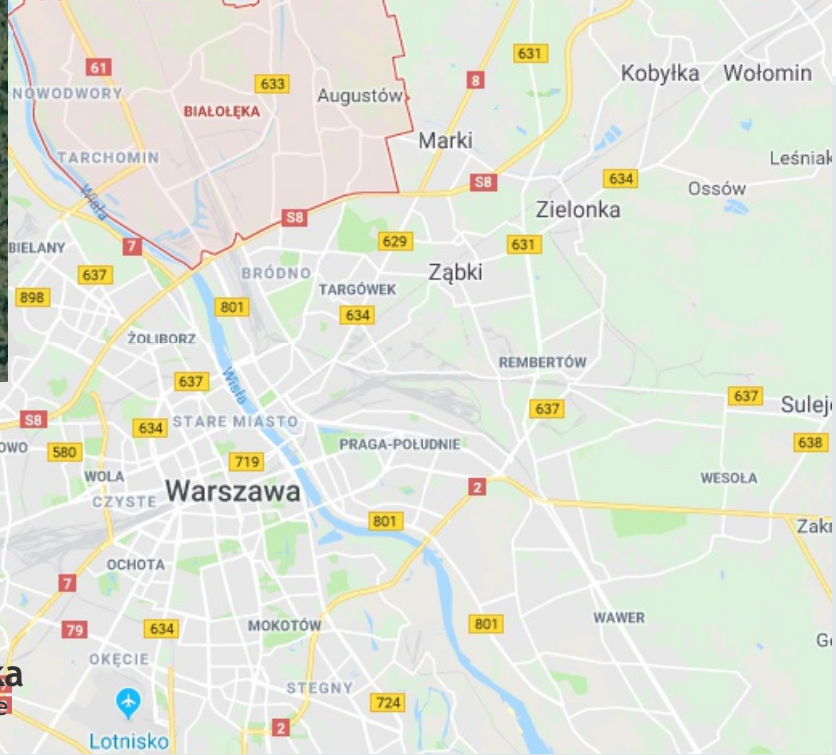 631
Kobyłka
Wołomin
61
8
633
NOWODWORY
BIAŁOŁĘKA
Augustów
Marki
TARCHOMIN
Leśniak
S8
634
Ossów
Wisła
Zielonka
S8
7
BIELANY
629
631
637
BRÓDNO
Ząbki
TARGÓWEK
898
801
634
ŻOLIBORZ
REMBERTÓW
637
Wisła
637
637
Sulej
S8
634
STARE MIASTO
OWO
580
PRAGA-POŁUDNIE
638
719
WOLA
WESOŁA
Warszawa
2
CZYSTE
801
Zakr
OCHOTA
7
79
634
MOKOTÓW
801
WAWER
OKĘCIE
ka
STEGNY
e
724
2
Lotnisko